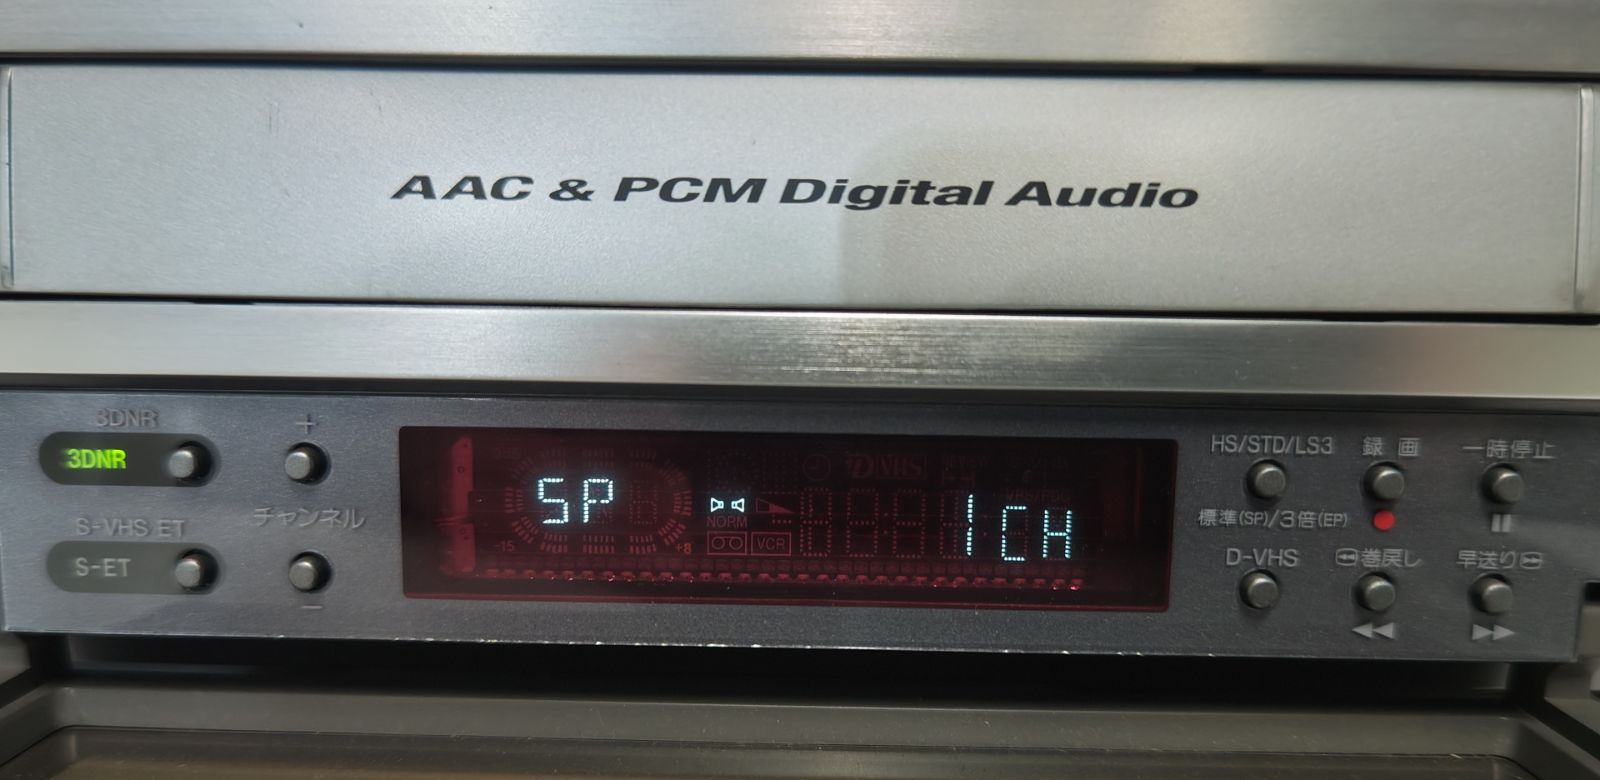 AAC & PCM Digital Audio
3DNR
3DNR
S-VHS ET
S-ET
+
チャンネル
−
SP
NORM
VCR
-15
+8
D-VHS
1CH
HS/STD/LS3
標準(SP)/3倍(EP)
録画
一時停止
D-VHS
巻戻し
早送り